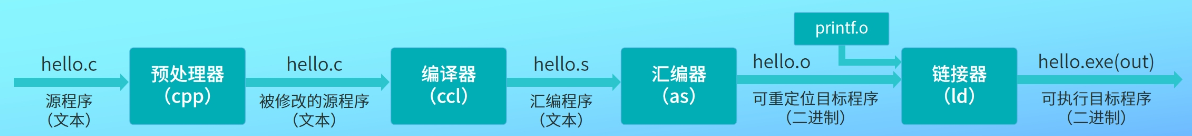 printf.o
hello.c
预处理器
（cpp）
hello.c
编译器
（ccl）
hello.s
汇编器
（as）
hello.o
链接器
（ld）
hello.exe(out)
源程序
（文本）
被修改的源程序
（文本）
汇编程序
（文本）
可重定位目标程序
（二进制）
可执行目标程序
（二进制）